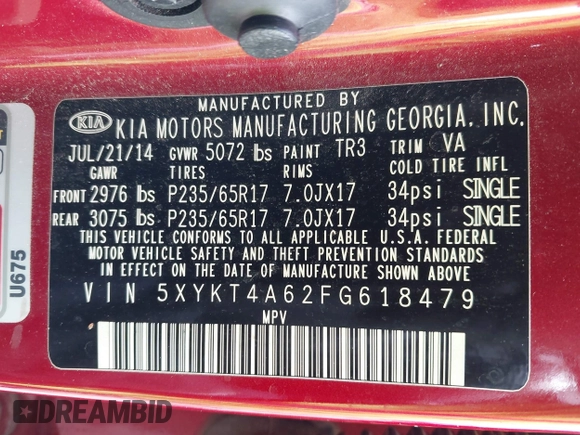 MANUFACTURED BY
KIA KIA MOTORS MANUFACTURING GEORGIA, INC.
JUL/21/14 GVWR 5072 lbs PAINT TR3 TRIM VA
GAWR TIRES RIMS COLD TIRE INFL
FRONT 2976 lbs P235/65R17 7.0JX17 34psi SINGLE
REAR 3075 lbs P235/65R17 7.0JX17 34psi SINGLE
THIS VEHICLE CONFORMS TO ALL APPLICABLE U.S.A. FEDERAL
MOTOR VEHICLE SAFETY AND THEFT PREVENTION STANDARDS
IN EFFECT ON THE DATE OF MANUFACTURE SHOWN ABOVE.
VIN 5XYKT4A62FG618479
MPV
U675
DREAMBID